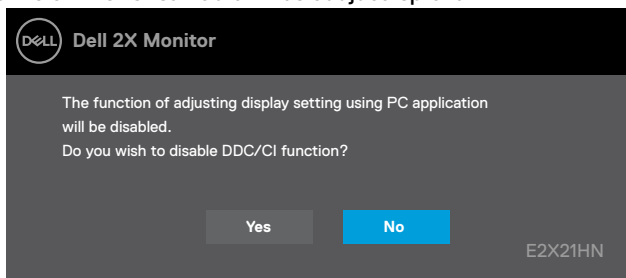 DELL Dell 2X Monitor
The function of adjusting display setting using PC application
will be disabled.
Do you wish to disable DDC/CI function?
Yes No
E2X21HN